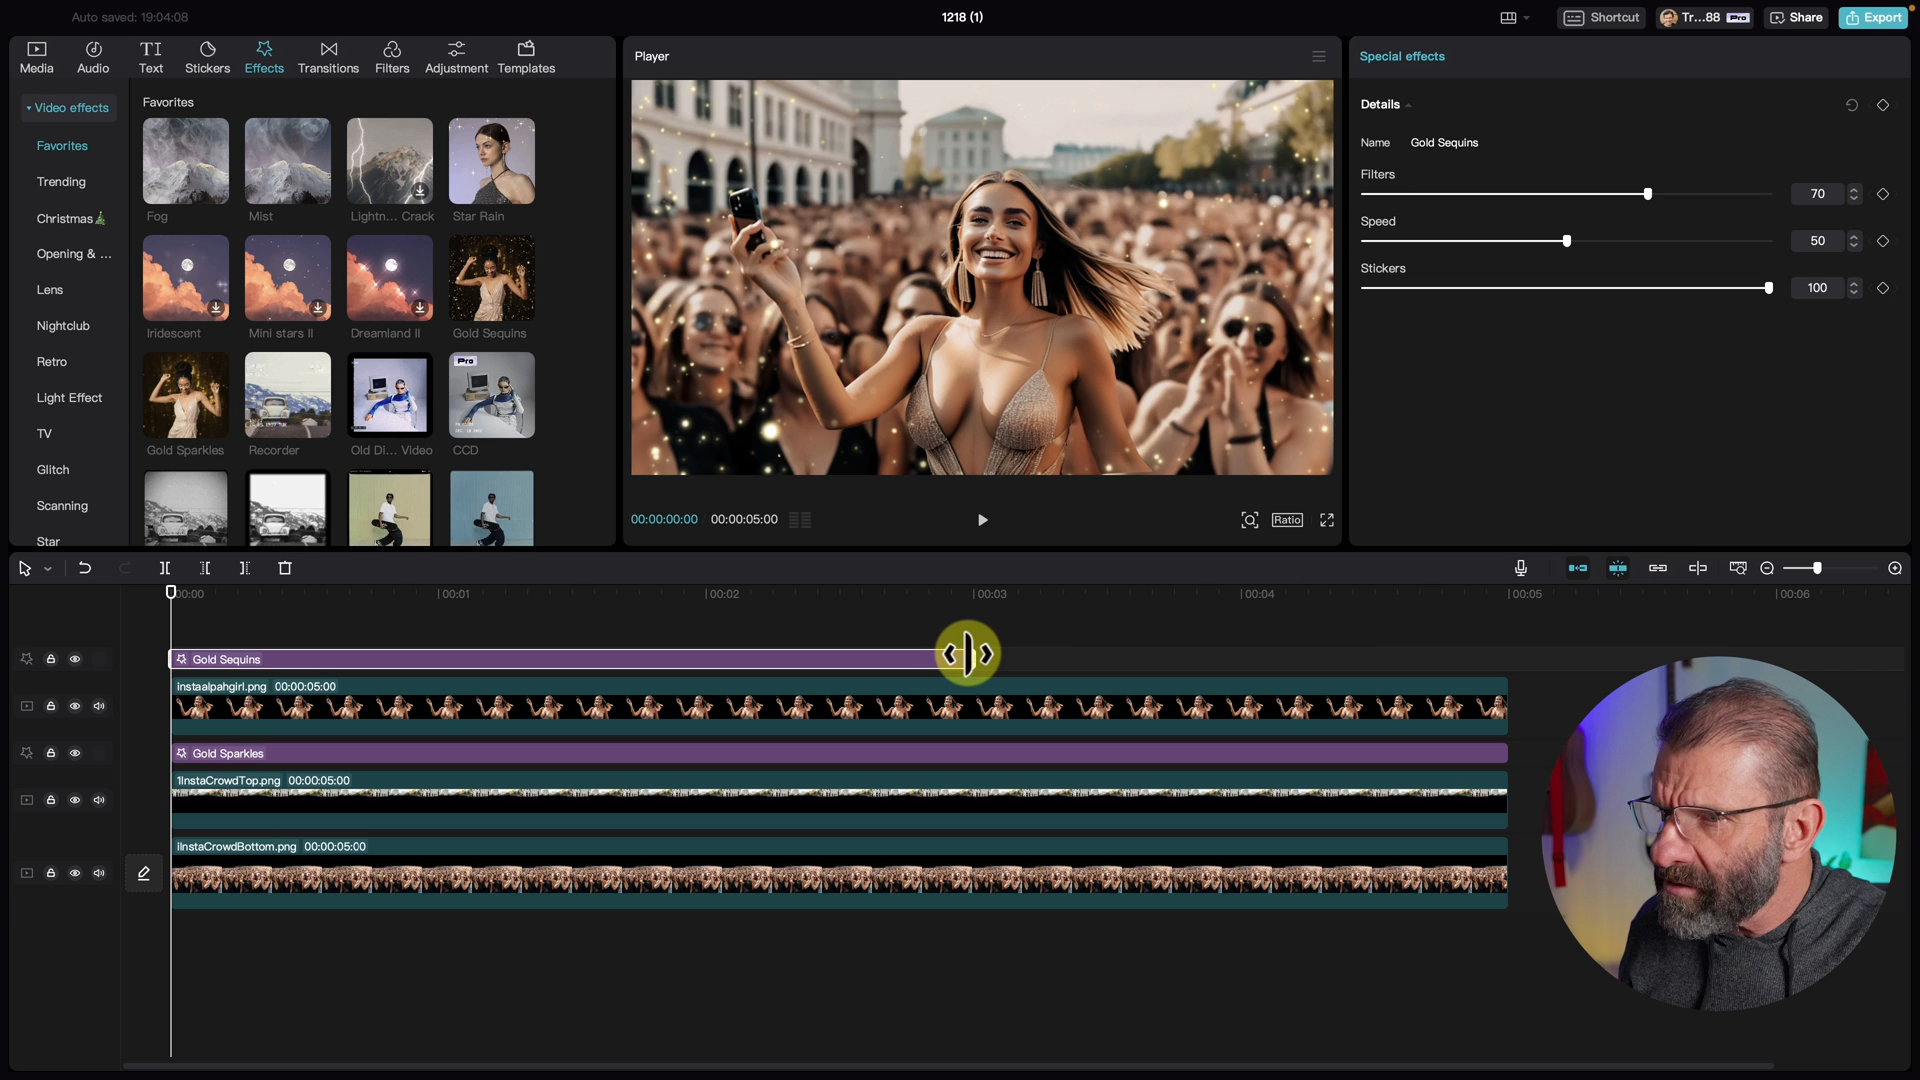 Auto saved: 19:04:08
1218 (1)
Shortcut
Tr...88
Pro
Share
Export
Media
Audio
TI
Text
Stickers
Effects
Transitions
Filters
Adjustment
Templates
Player
Special effects
Video effects
Favorites
Trending
Christmas
Opening & ...
Lens
Nightclub
Retro
Light Effect
TV
Glitch
Scanning
Star
Favorites
Fog
Mist
Lightn... Crack
Star Rain
Iridescent
Mini stars II
Dreamland II
Gold Sequins
Pro
Gold Sparkles
Recorder
Old Di... Video
CCD
00:00:00:00
00:00:05:00
Ratio
Details
Name
Gold Sequins
Filters
70
Speed
50
Stickers
100
00:00
00:01
00:02
00:03
00:04
00:05
00:06
Gold Sequins
instaalpahgirl.png 00:00:05:00
Gold Sparkles
1InstaCrowdTop.png 00:00:05:00
iInstaCrowdBottom.png 00:00:05:00